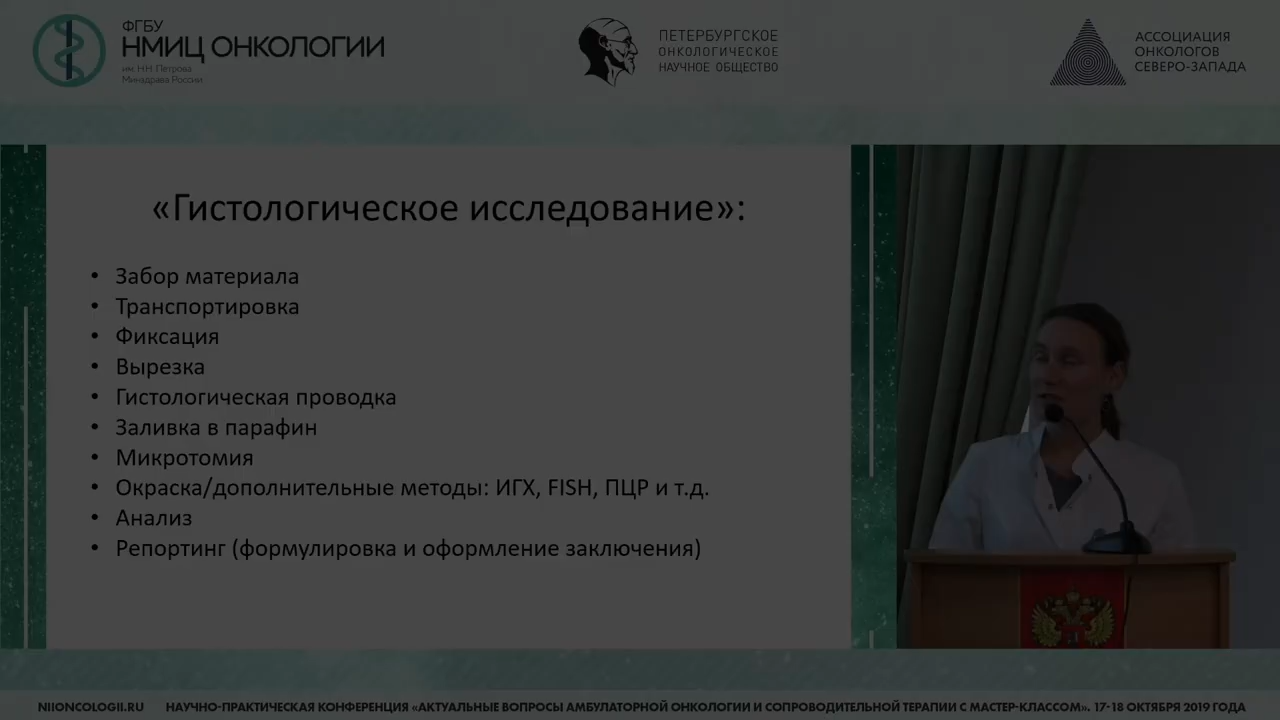 ФГБУ
НМИЦ ОНКОЛОГИИ
им. Н.Н. Петрова
Минздрава России
ПЕТЕРБУРГСКОЕ
ОНКОЛОГИЧЕСКОЕ
НАУЧНОЕ ОБЩЕСТВО
АССОЦИАЦИЯ
ОНКОЛОГОВ
СЕВЕРО-ЗАПАДА
«Гистологическое исследование»:
• Забор материала
• Транспортировка
• Фиксация
• Вырезка
• Гистологическая проводка
• Заливка в парафин
• Микротомия
• Окраска/дополнительные методы: ИГХ, FISH, ПЦР и т.д.
• Анализ
• Репортинг (формулировка и оформление заключения)
NIIONCOLOGII.RU НАУЧНО-ПРАКТИЧЕСКАЯ КОНФЕРЕНЦИЯ «АКТУАЛЬНЫЕ ВОПРОСЫ АМБУЛАТОРНОЙ ОНКОЛОГИИ И СОПРОВОДИТЕЛЬНОЙ ТЕРАПИИ С МАСТЕР-КЛАССОМ». 17-18 ОКТЯБРЯ 2019 ГОДА